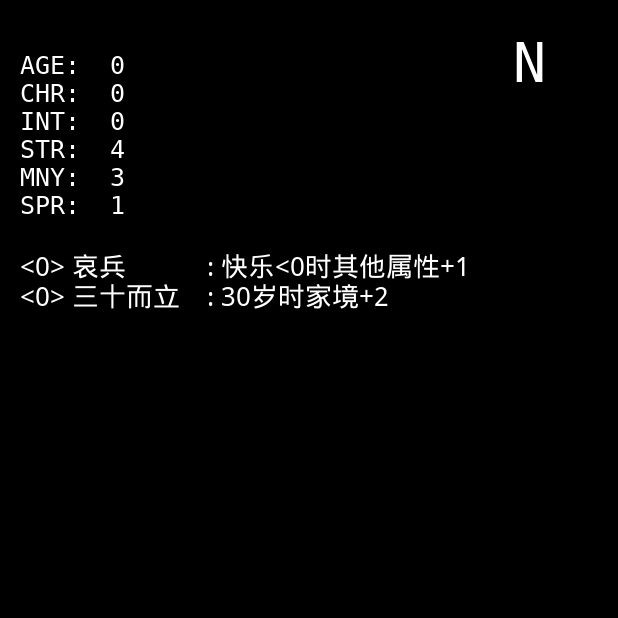 N
AGE: 0
CHR: 0
INT: 0
STR: 4
MNY: 3
SPR: 1
<0> 哀兵 : 快乐<0时其他属性+1
<0> 三十而立 : 30岁时家境+2